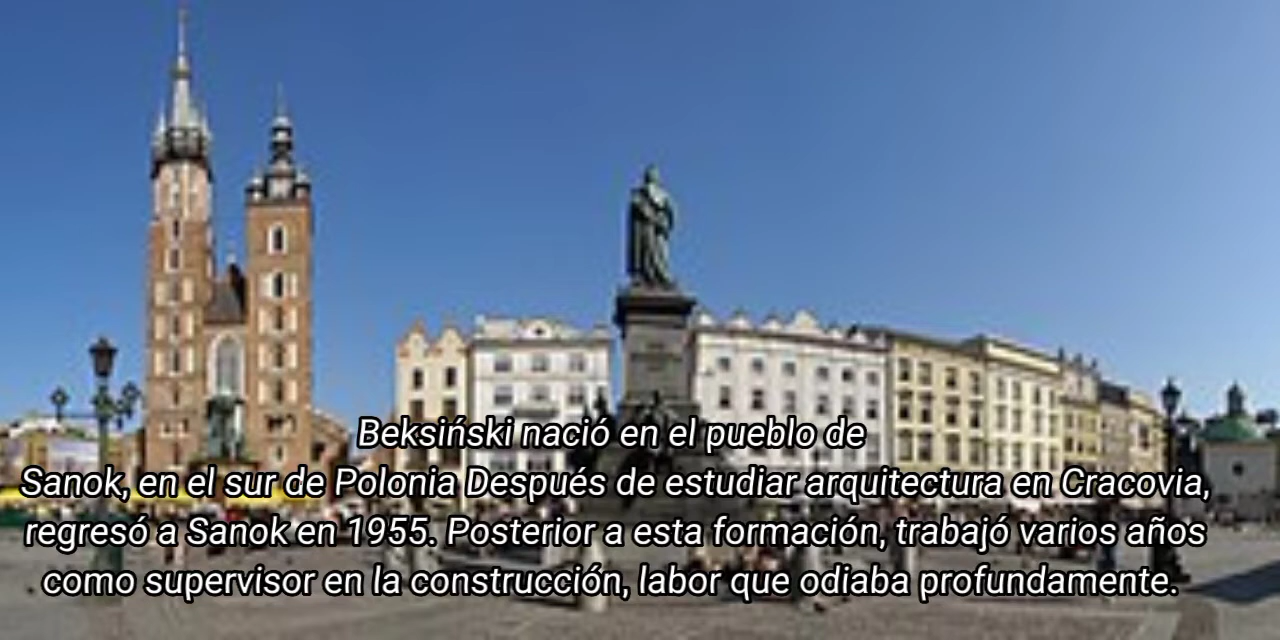 Beksiński nació en el pueblo de
Sanok, en el sur de Polonia Después de estudiar arquitectura en Cracovia,
regresó a Sanok en 1955. Posterior a esta formación, trabajó varios años
como supervisor en la construcción, labor que odiaba profundamente.